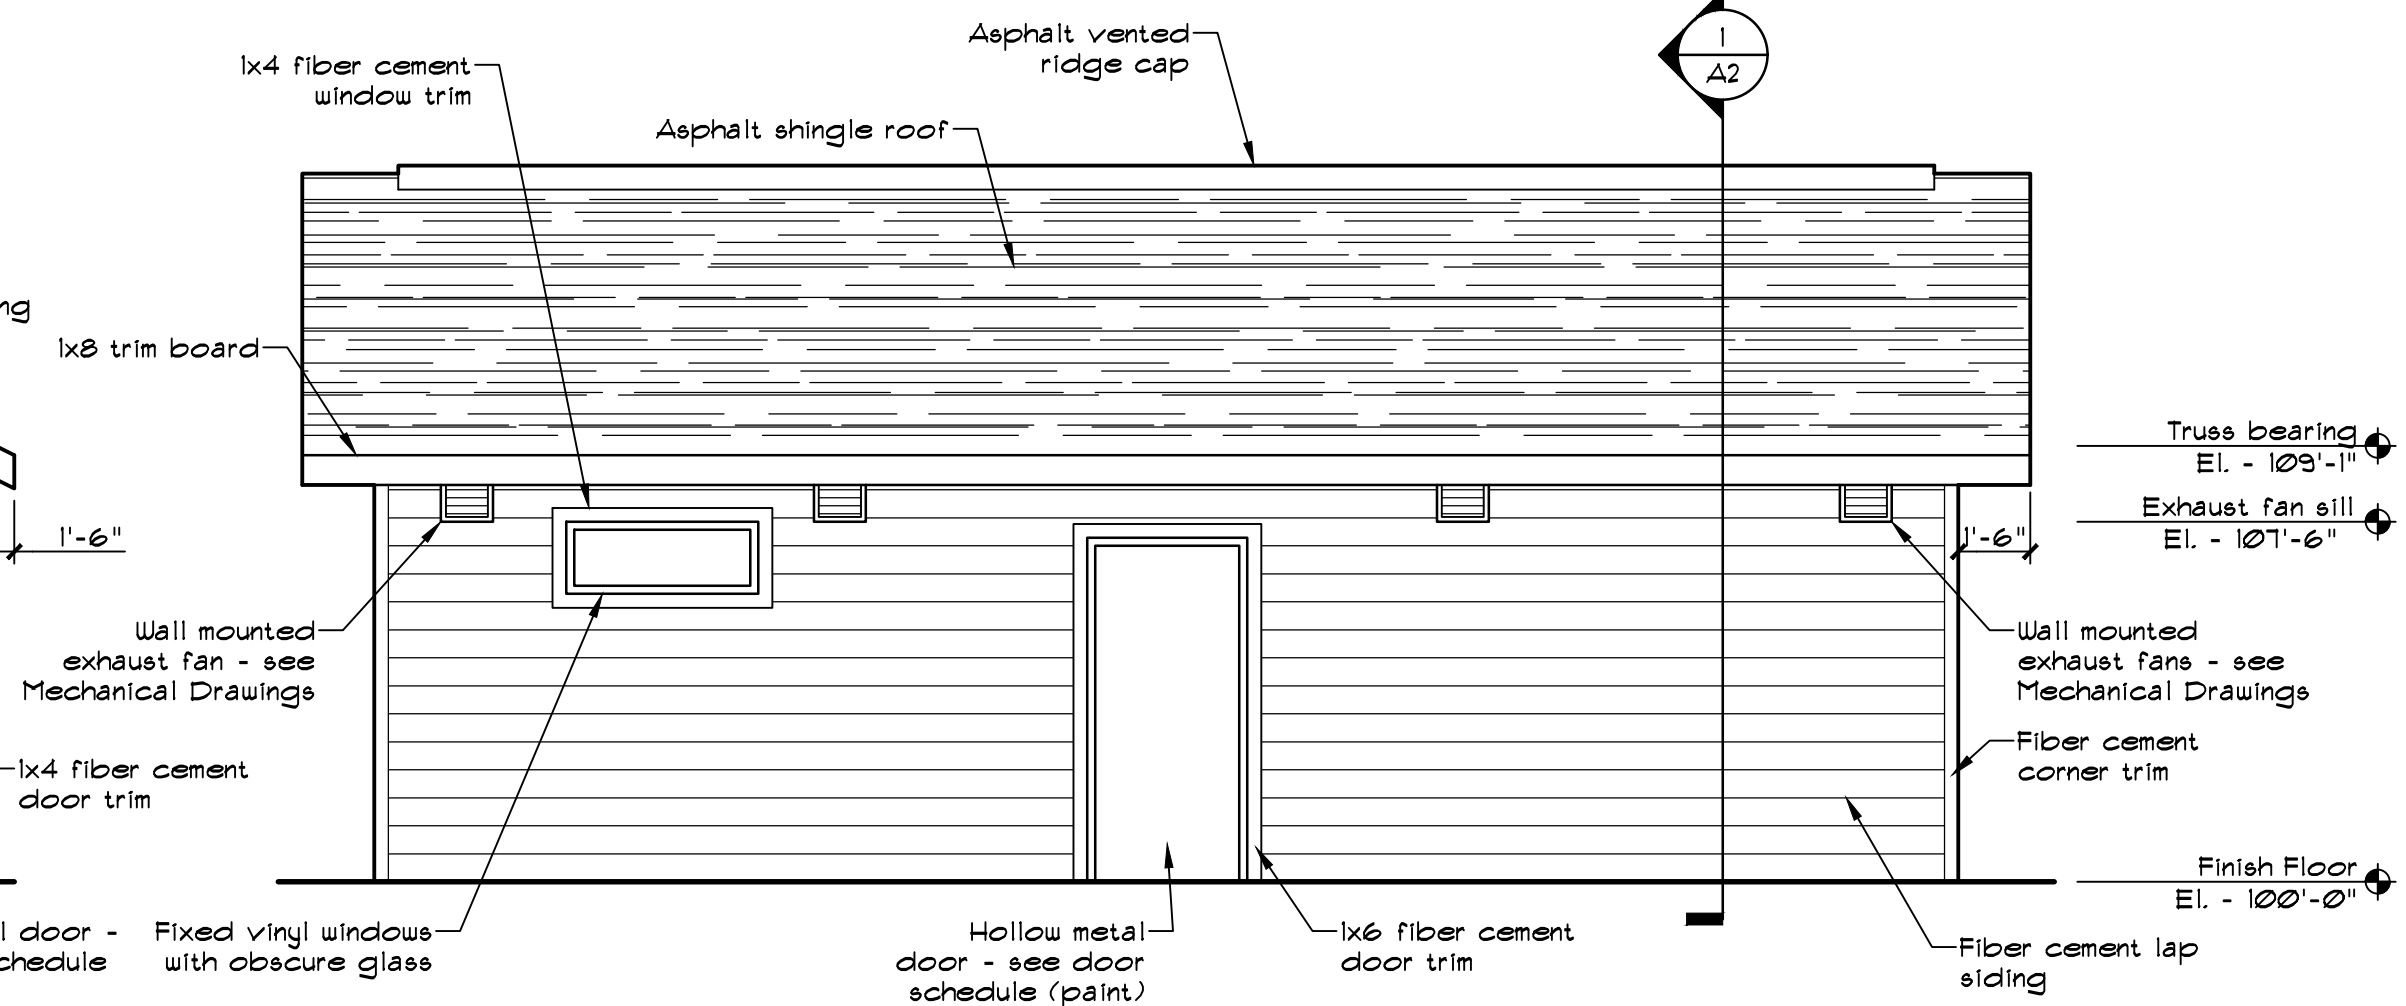 1
A2
Asphalt vented
ridge cap
1x4 fiber cement
window trim
Asphalt shingle roof
ng
1x8 trim board
Truss bearing
El. - 109'-1"
Exhaust fan sill
El. - 107'-6"
1'-6"
1'-6"
Wall mounted
exhaust fan - see
Mechanical Drawings
Wall mounted
exhaust fans - see
Mechanical Drawings
Fiber cement
corner trim
1x4 fiber cement
door trim
Finish Floor
El. - 100'-0"
l door -
chedule
Fixed vinyl windows
with obscure glass
Hollow metal
door - see door
schedule (paint)
1x6 fiber cement
door trim
Fiber cement lap
siding